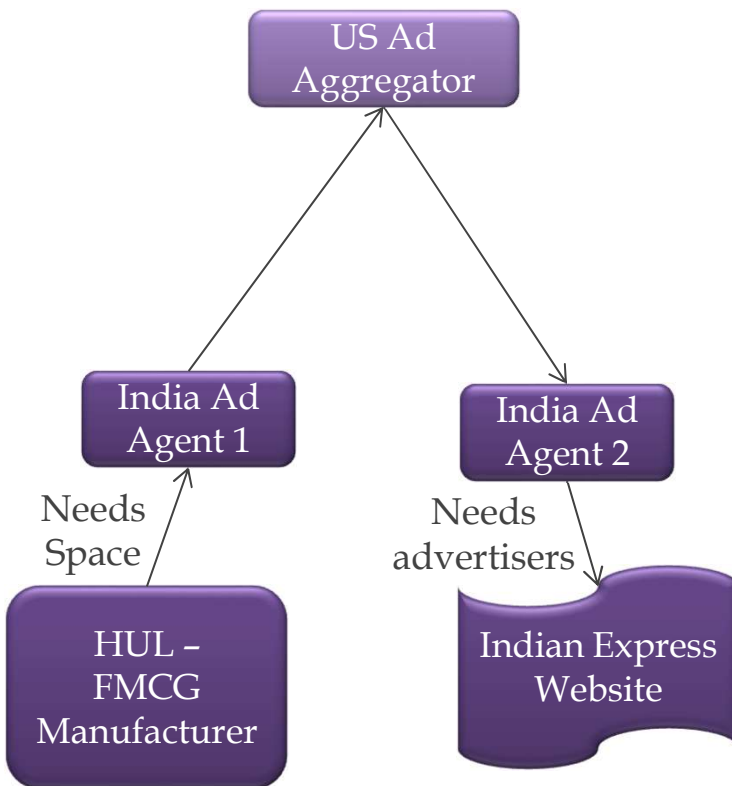 US Ad
Aggregator
India Ad
Agent 1
India Ad
Agent 2
Needs
Space
Needs
advertisers
HUL –
FMCG
Manufacturer
Indian Express
Website